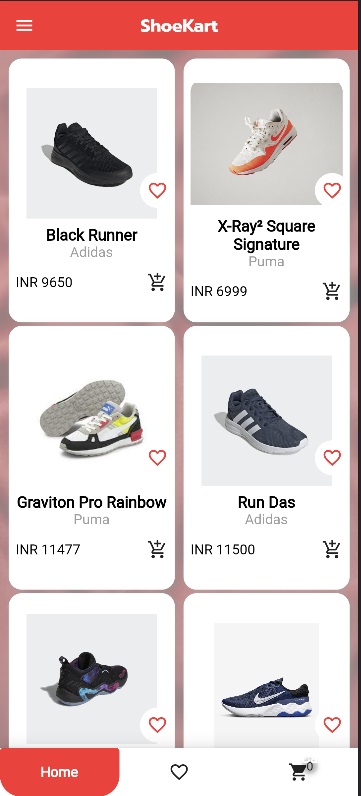 ShoeKart
Black Runner
Adidas
INR 9650
X-Ray² Square
Signature
Puma
INR 6999
Graviton Pro Rainbow
Puma
INR 11477
Run Das
Adidas
INR 11500
Home
0